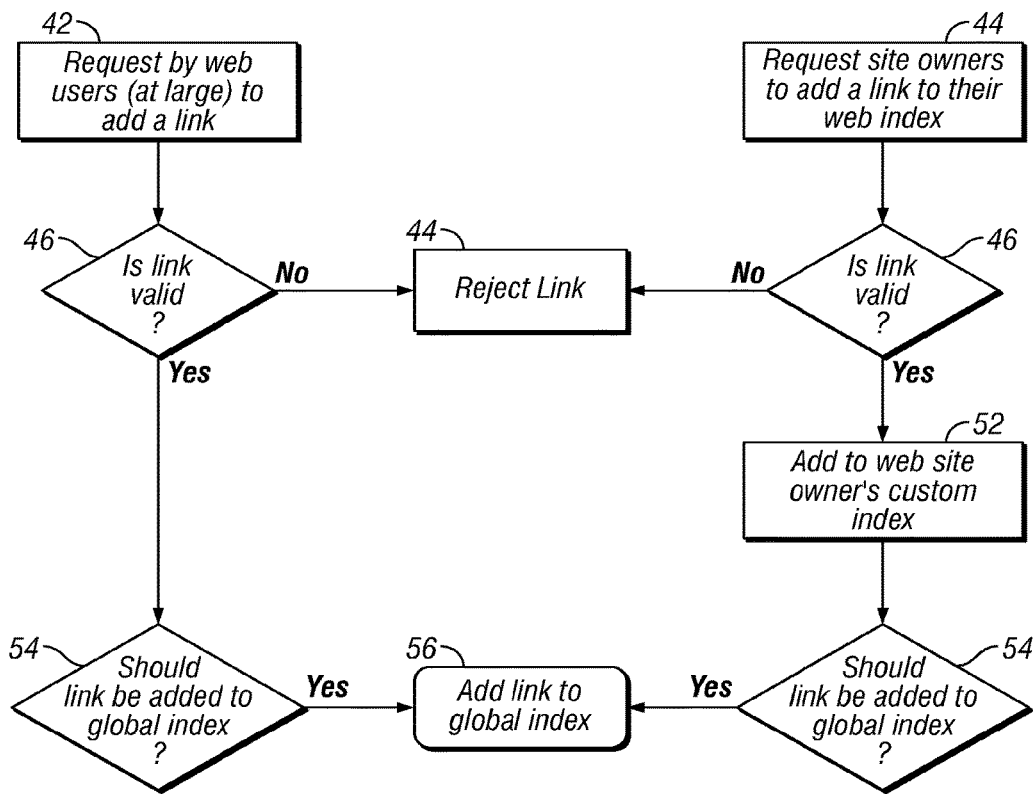 42
Request by web
users (at large) to
add a link
44
Request site owners
to add a link to their
web index
46
Is link
valid
?
No
Yes
44
Reject Link
46
Is link
valid
?
No
Yes
52
Add to web site
owner's custom
index
54
Should
link be added to
global index
?
Yes
56
Add link to
global index
54
Should
link be added to
global index
?
Yes